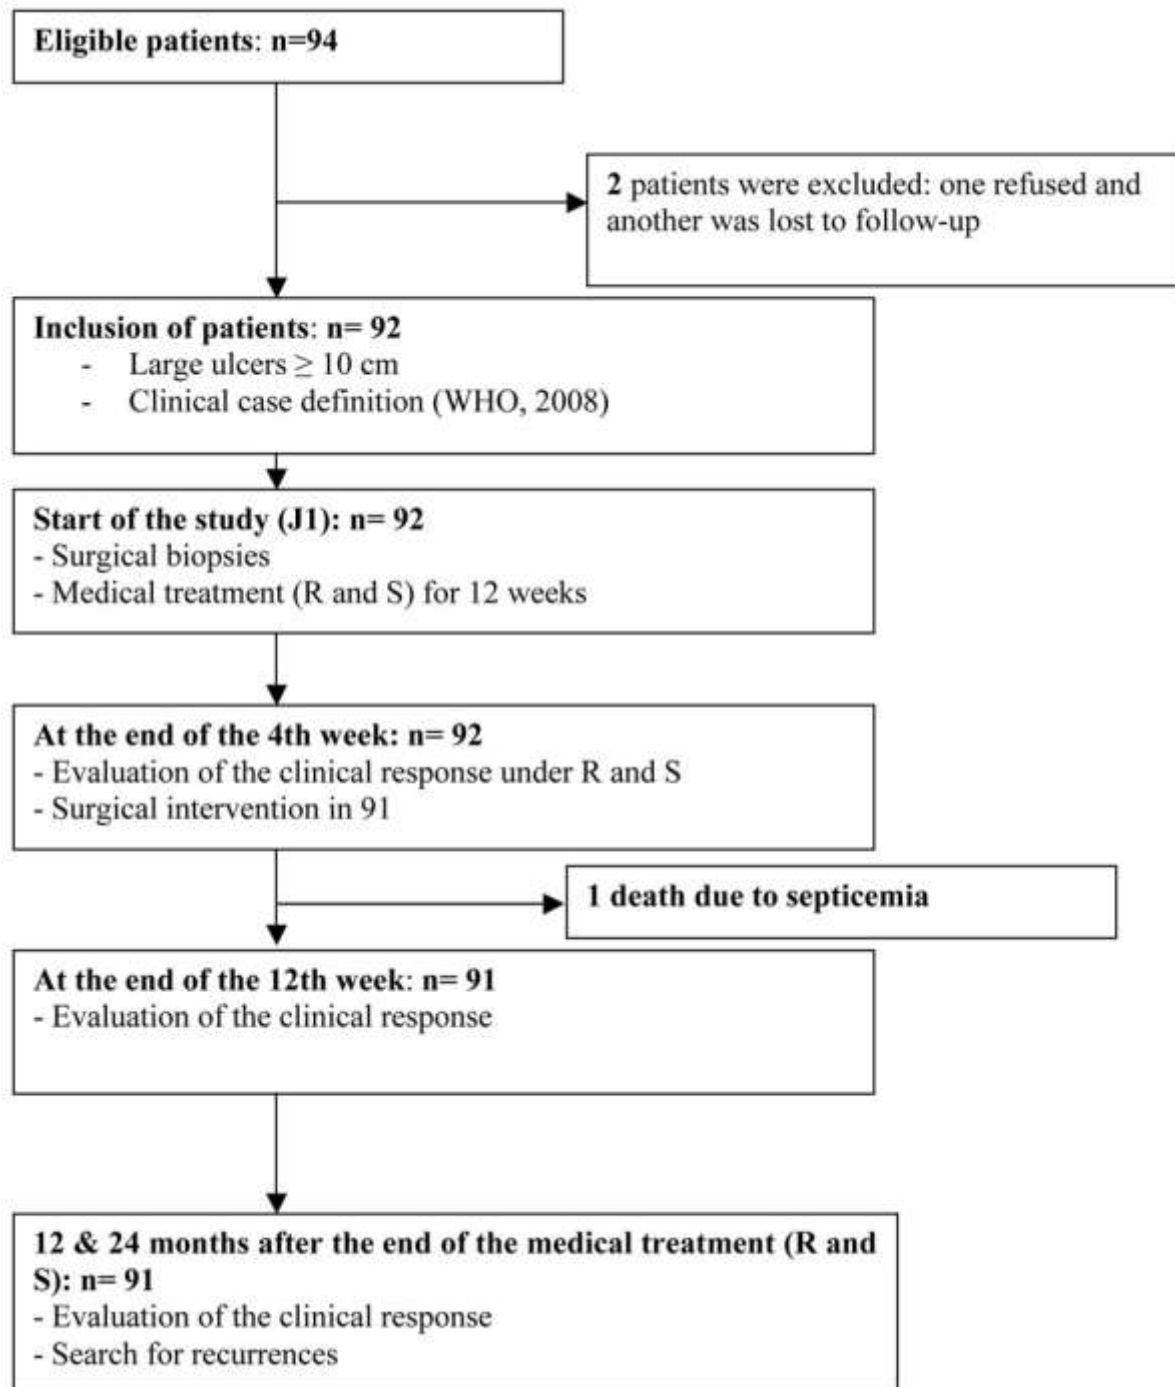 Eligible patients: n=94
2 patients were excluded: one refused and
another was lost to follow-up
Inclusion of patients: n= 92
- Large ulcers ≥ 10 cm
- Clinical case definition (WHO, 2008)
Start of the study (J1): n= 92
- Surgical biopsies
- Medical treatment (R and S) for 12 weeks
At the end of the 4th week: n= 92
- Evaluation of the clinical response under R and S
- Surgical intervention in 91
1 death due to septicemia
At the end of the 12th week: n= 91
- Evaluation of the clinical response
12 & 24 months after the end of the medical treatment (R and
S): n= 91
- Evaluation of the clinical response
- Search for recurrences